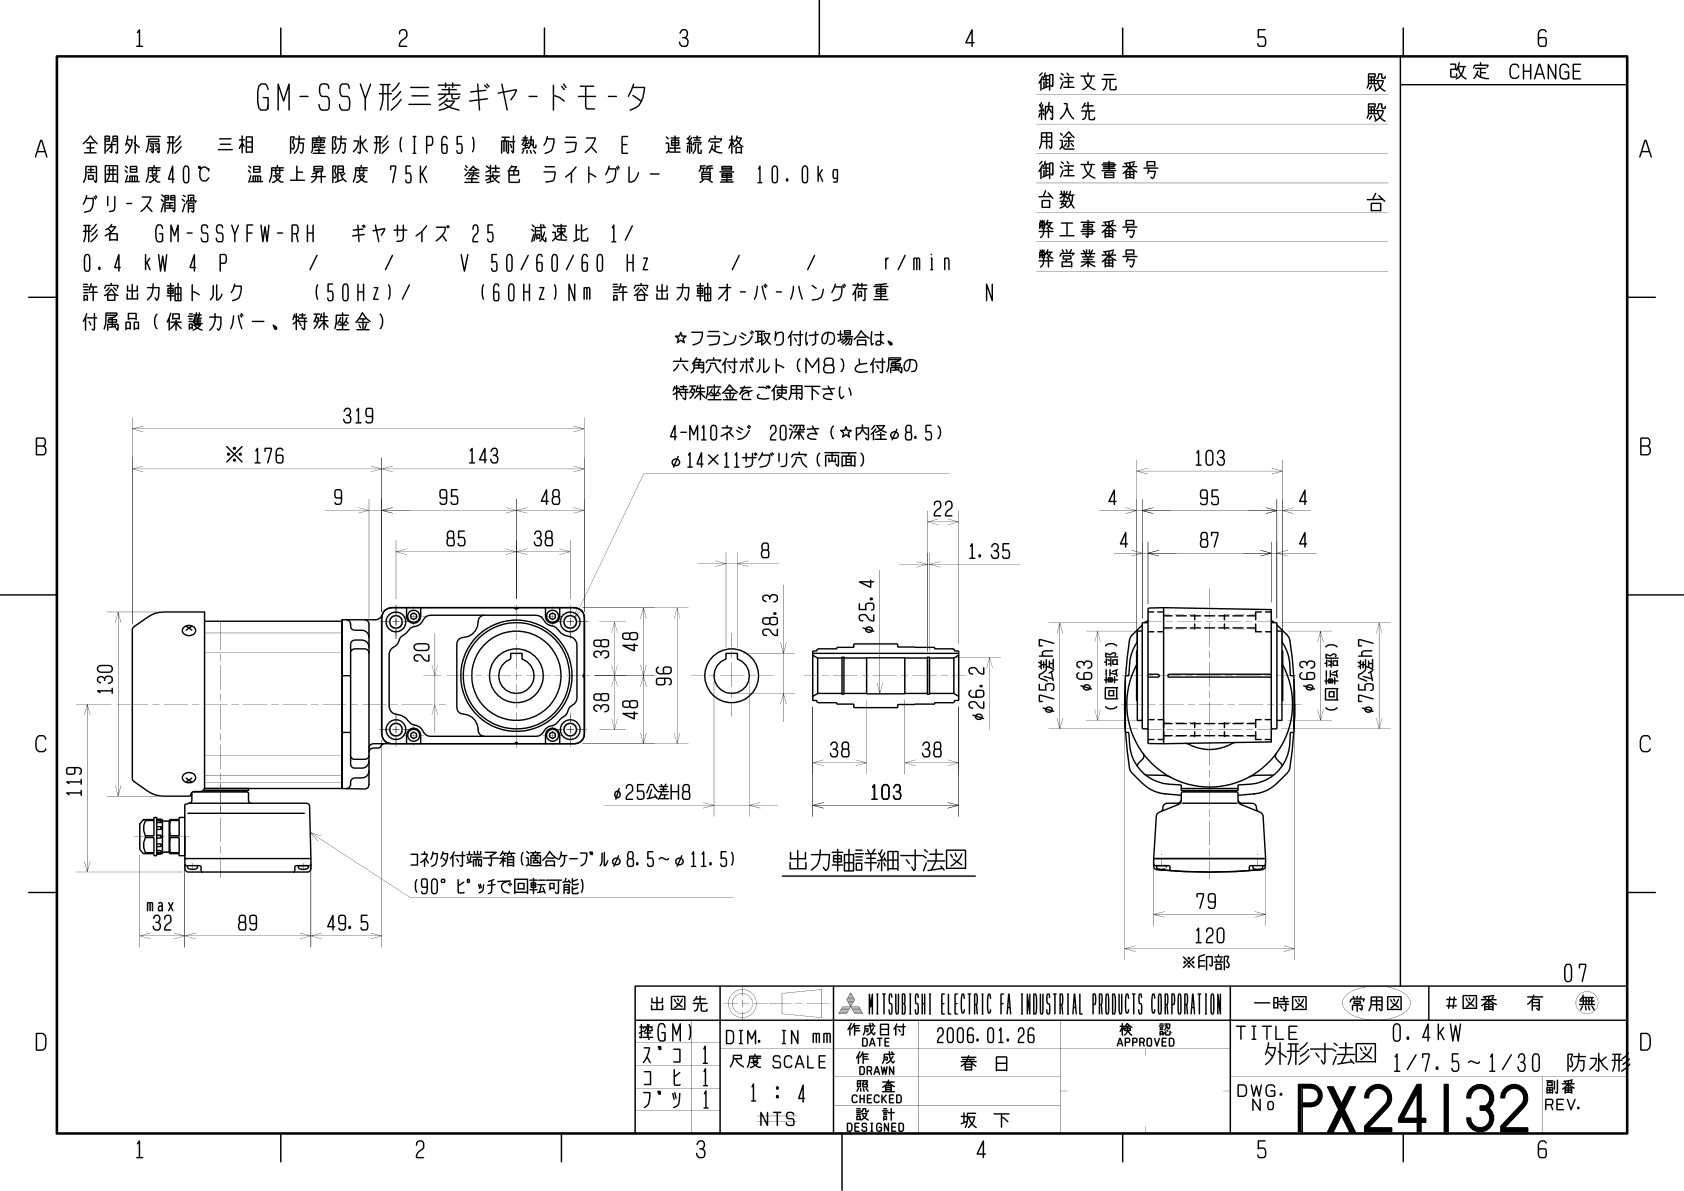 1 2 3 4 5 6
改定 CHANGE
A A
B B
C C
D D
GM-SSY形三菱ギヤードモータ
全閉外扇形 三相 防塵防水形(IP65) 耐熱クラス E 連続定格
周囲温度40℃ 温度上昇限度 75K 塗装色 ライトグレー 質量 10.0kg
グリース潤滑
形名 GM-SSYFW-RH ギヤサイズ 25 減速比 1/
0.4 kW 4 P / / V 50/60/60 Hz / / r/min
許容出力軸トルク (50Hz)/ (60Hz)Nm 許容出力軸オーバーハング荷重 N
付属品(保護カバー、特殊座金)
御注文元 殿
納入先 殿
用途
御注文書番号
台数 台
弊工事番号
弊営業番号
☆フランジ取り付けの場合は、
六角穴付ボルト(M8)と付属の
特殊座金をご使用下さい
4-M10ネジ 20深さ(☆内径φ8.5)
φ14×11ザグリ穴(両面)
319
※176 143
9 95 48
85 38
20
38 48
38 48
96
130
119
max
32 89 49.5
コネクタ付端子箱(適合ケーブルφ8.5～φ11.5)
(90°ピッチで回転可能)
8
28.3
φ25公差H8
22
1.35
φ25.4
φ26.2
38 38
103
出力軸詳細寸法図
103
4 95 4
4 87 4
φ75公差h7
φ63
(回転部)
φ63
(回転部)
φ75公差h7
79
120
※印部
07
出図先
MITSUBISHI ELECTRIC FA INDUSTRIAL PRODUCTS CORPORATION
一時図 常用図 #図番 有 無
GM)
スﾞコ 1
コ ヒ 1
フﾞツ 1
DIM. IN mm
尺度 SCALE
1 : 4
NTS
作成日付
DATE
2006.01.26
検 認
APPROVED
作 成
DRAWN
春 日
照 査
CHECKED
設 計
DESIGNED
坂 下
TITLE 0.4kW
外形寸法図 1/7.5～1/30 防水形
DWG.
No
PX24132
副番
REV.
1 2 3 4 5 6